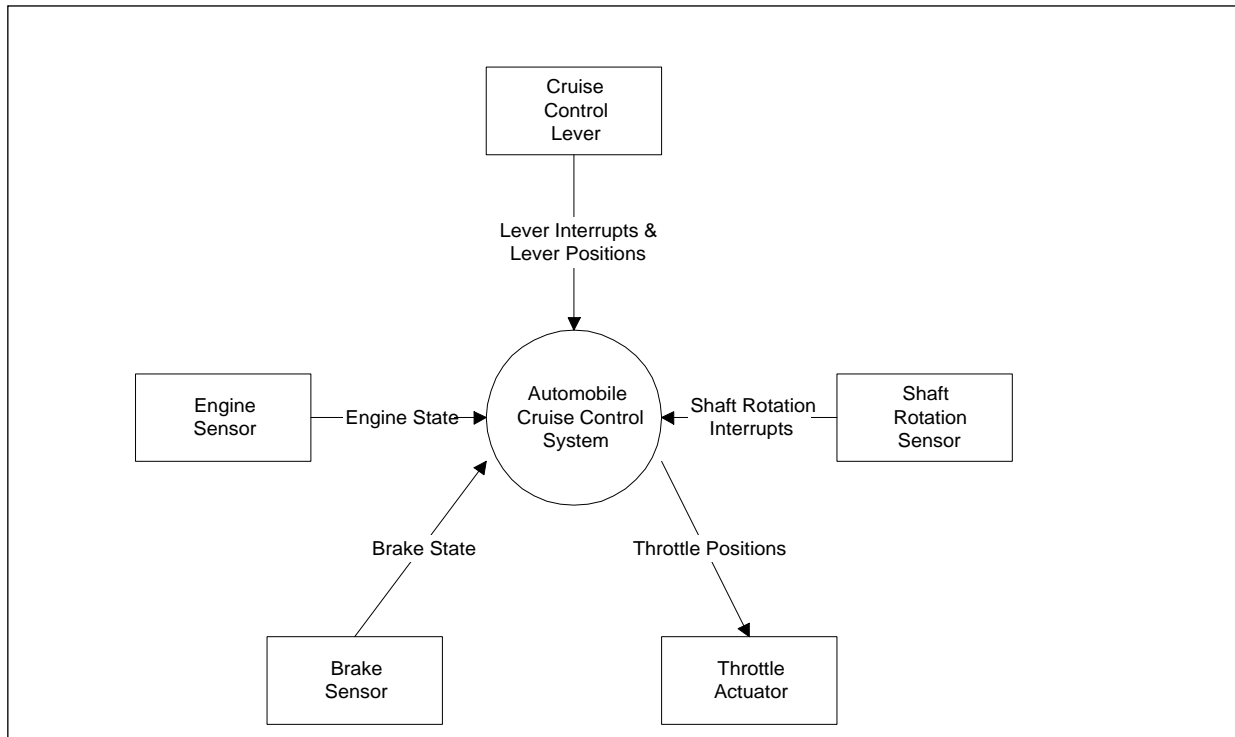 Cruise
Control
Lever
Lever Interrupts &
Lever Positions
Engine
Sensor
Engine State
Automobile
Cruise Control
System
Shaft Rotation
Interrupts
Shaft
Rotation
Sensor
Brake State
Throttle Positions
Brake
Sensor
Throttle
Actuator